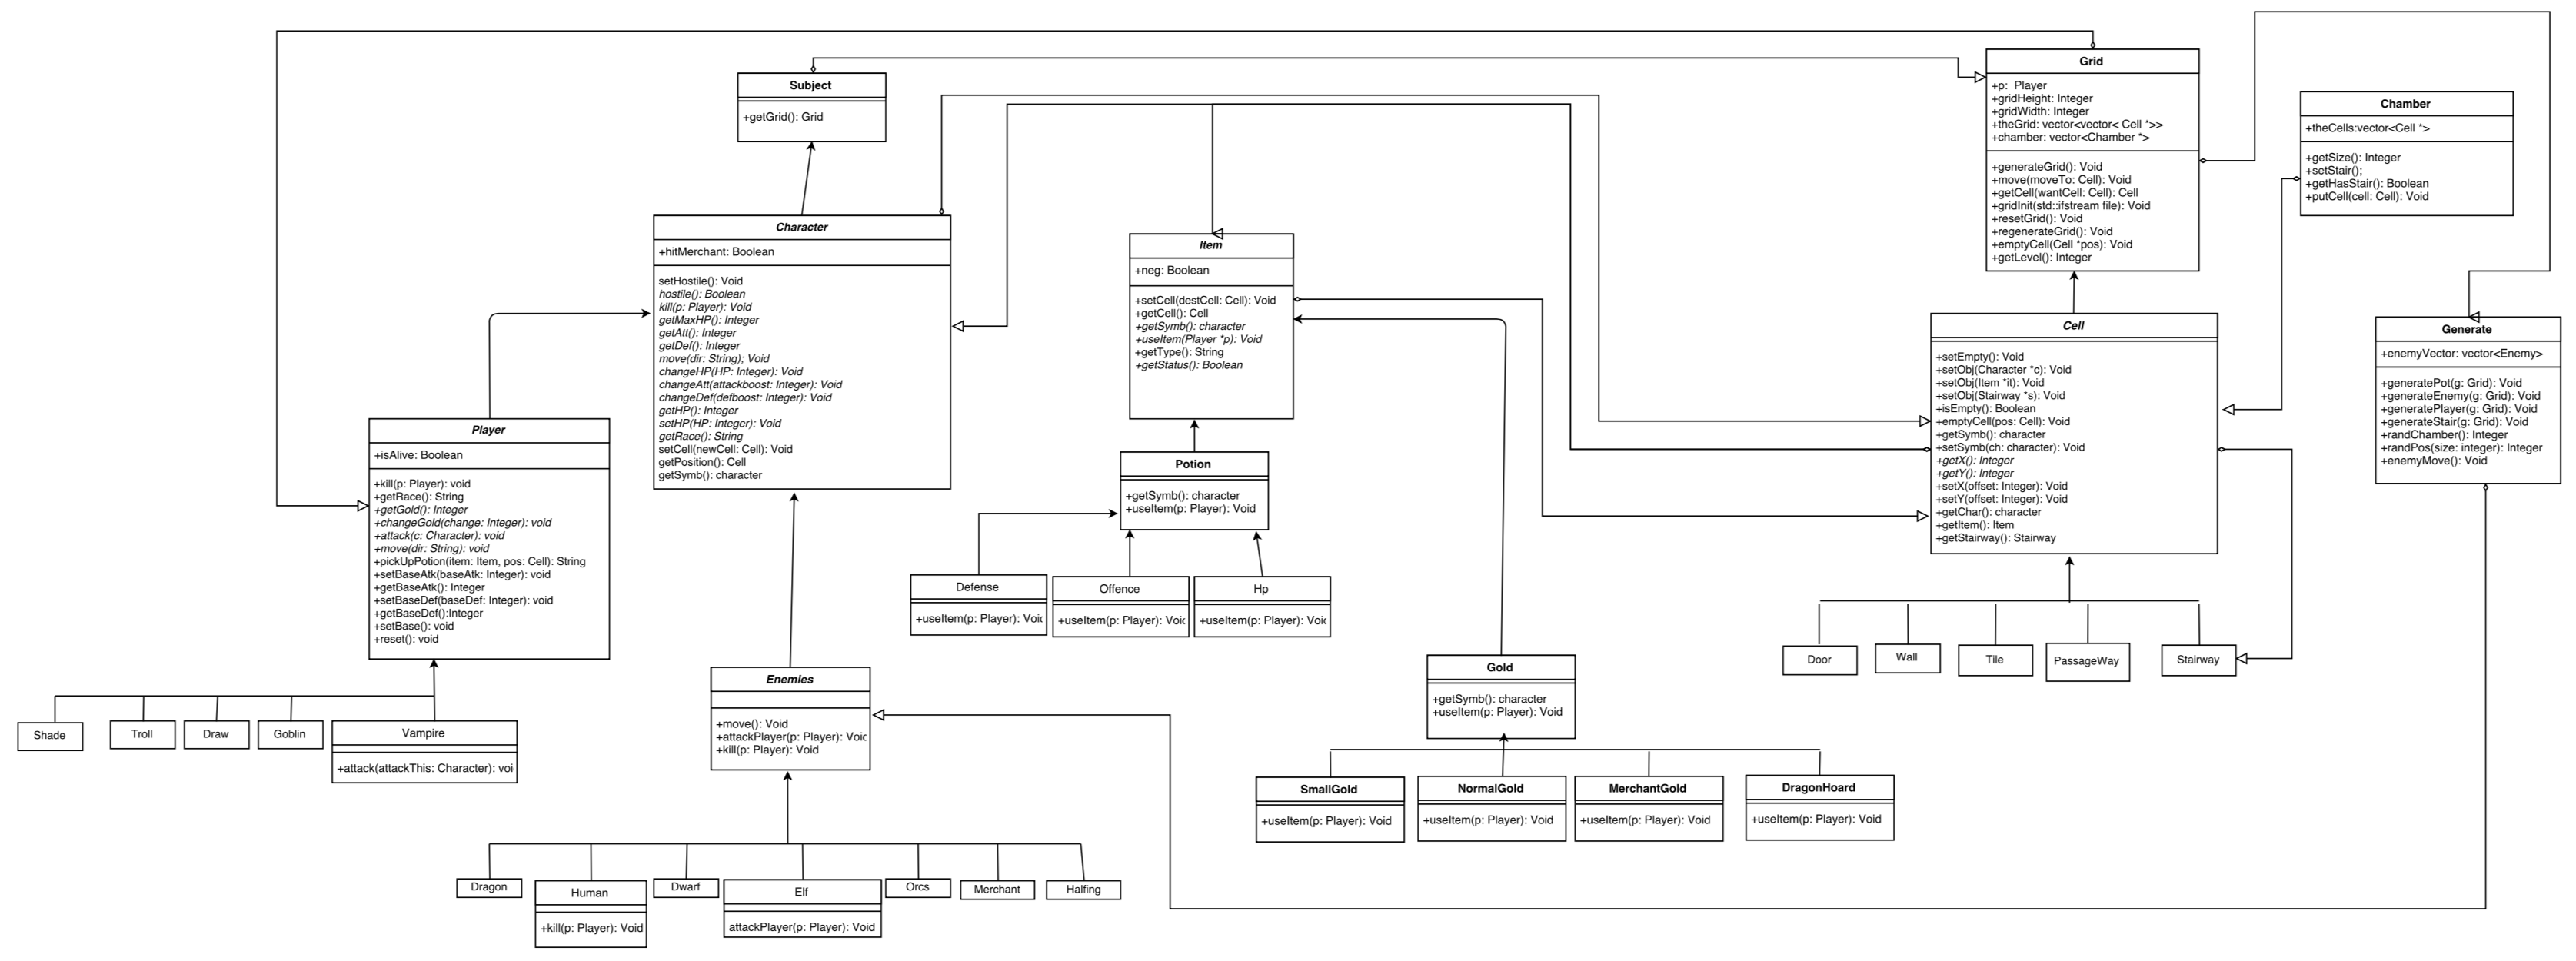 Subject
+getGrid(): Grid
Grid
+p:  Player
+gridHeight: Integer
+gridWidth: Integer
+theGrid: vector<vector< Cell *>>
+chamber: vector<Chamber *>
+generateGrid(): Void
+move(moveTo: Cell): Void
+getCell(wantCell: Cell): Cell
+gridInit(std::ifstream file): Void
+resetGrid(): Void
+regenerateGrid(): Void
+emptyCell(Cell *pos): Void
+getLevel(): Integer
Chamber
+theCells:vector<Cell *>
+getSize(): Integer
+setStair();
+getHasStair(): Boolean
+putCell(cell: Cell): Void
Character
+hitMerchant: Boolean
setHostile(): Void
hostile(): Boolean
kill(p: Player): Void
getMaxHP(): Integer
getAtt(): Integer
getDef(): Integer
move(dir: String); Void
changeHP(HP: Integer): Void
changeAtt(attackboost: Integer): Void
changeDef(defboost: Integer): Void
getHP(): Integer
setHP(HP: Integer): Void
getRace(): String
setCell(newCell: Cell): Void
getPosition(): Cell
getSymb(): character
Item
+neg: Boolean
+setCell(destCell: Cell): Void
+getCell(): Cell
+getSymb(): character
+useItem(Player *p): Void
+getType(): String
+getStatus(): Boolean
Cell
+setEmpty(): Void
+setObj(Character *c): Void
+setObj(Item *it): Void
+setObj(Stairway *s): Void
+isEmpty(): Boolean
+emptyCell(pos: Cell): Void
+getSymb(): character
+setSymb(ch: character): Void
+getX(): Integer
+getY(): Integer
+setX(offset: Integer): Void
+setY(offset: Integer): Void
+getChar(): character
+getItem(): Item
+getStairway(): Stairway
Generate
+enemyVector: vector<Enemy>
+generatePot(g: Grid): Void
+generateEnemy(g: Grid): Void
+generatePlayer(g: Grid): Void
+generateStair(g: Grid): Void
+randChamber(): Integer
+randPos(size: integer): Integer
+enemyMove(): Void
Player
+isAlive: Boolean
+kill(p: Player): void
+getRace(): String
+getGold(): Integer
+changeGold(change: Integer): void
+attack(c: Character): void
+move(dir: String): void
+pickUpPotion(item: Item, pos: Cell): String
+setBaseAtk(baseAtk: Integer): void
+getBaseAtk(): Integer
+setBaseDef(baseDef: Integer): void
+getBaseDef():Integer
+setBase(): void
+reset(): void
Potion
+getSymb(): character
+useItem(p: Player): Void
Defense
+useItem(p: Player): Void
Offence
+useItem(p: Player): Void
Hp
+useItem(p: Player): Void
Door
Wall
Tile
PassageWay
Stairway
Enemies
+move(): Void
+attackPlayer(p: Player): Void
+kill(p: Player): Void
Gold
+getSymb(): character
+useItem(p: Player): Void
Shade
Troll
Draw
Goblin
Vampire
+attack(attackThis: Character): voi
SmallGold
+useItem(p: Player): Void
NormalGold
+useItem(p: Player): Void
MerchantGold
+useItem(p: Player): Void
DragonHoard
+useItem(p: Player): Void
Dragon
Human
+kill(p: Player): Void
Dwarf
Elf
attackPlayer(p: Player): Void
Orcs
Merchant
Halfing